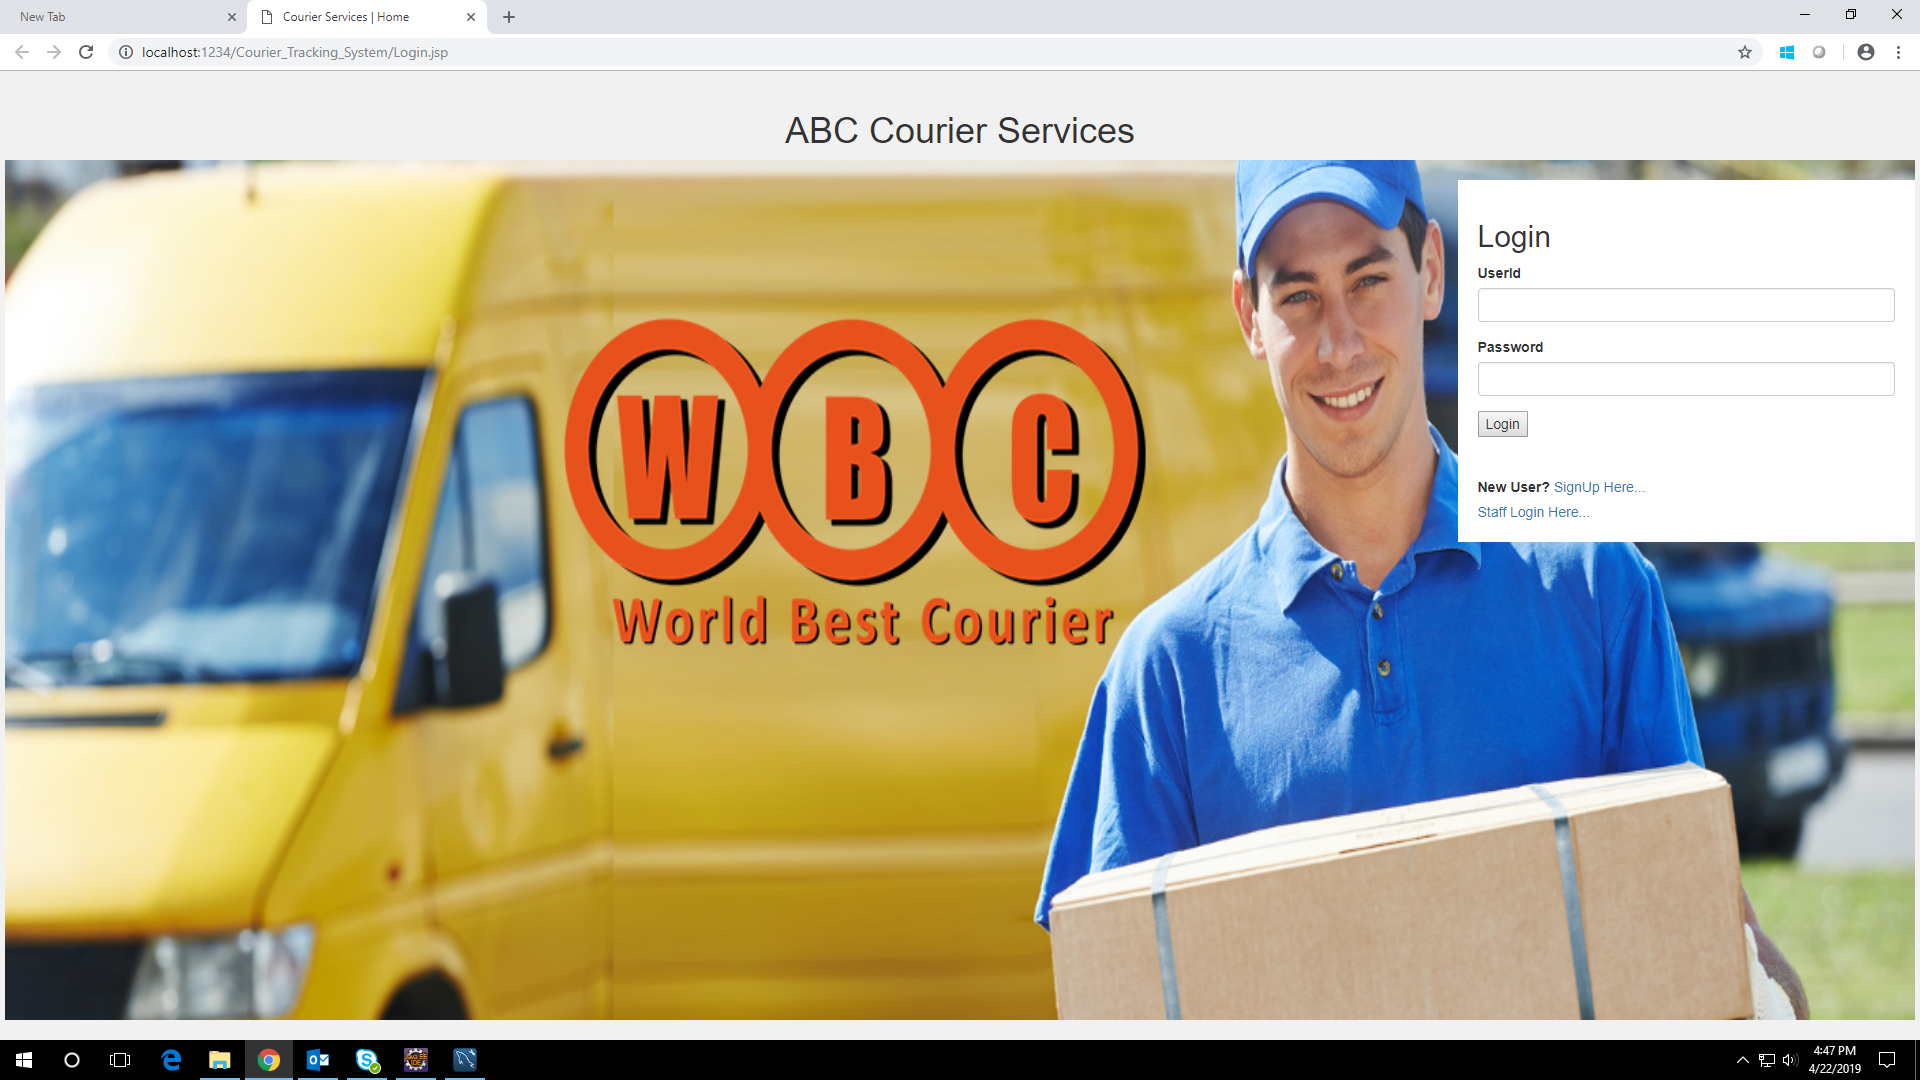 New Tab
Courier Services | Home
localhost:1234/Courier_Tracking_System/Login.jsp
ABC Courier Services
Login
UserId
Password
Login
New User? SignUp Here...
Staff Login Here...
W B C
World Best Courier
4:47 PM
4/22/2019